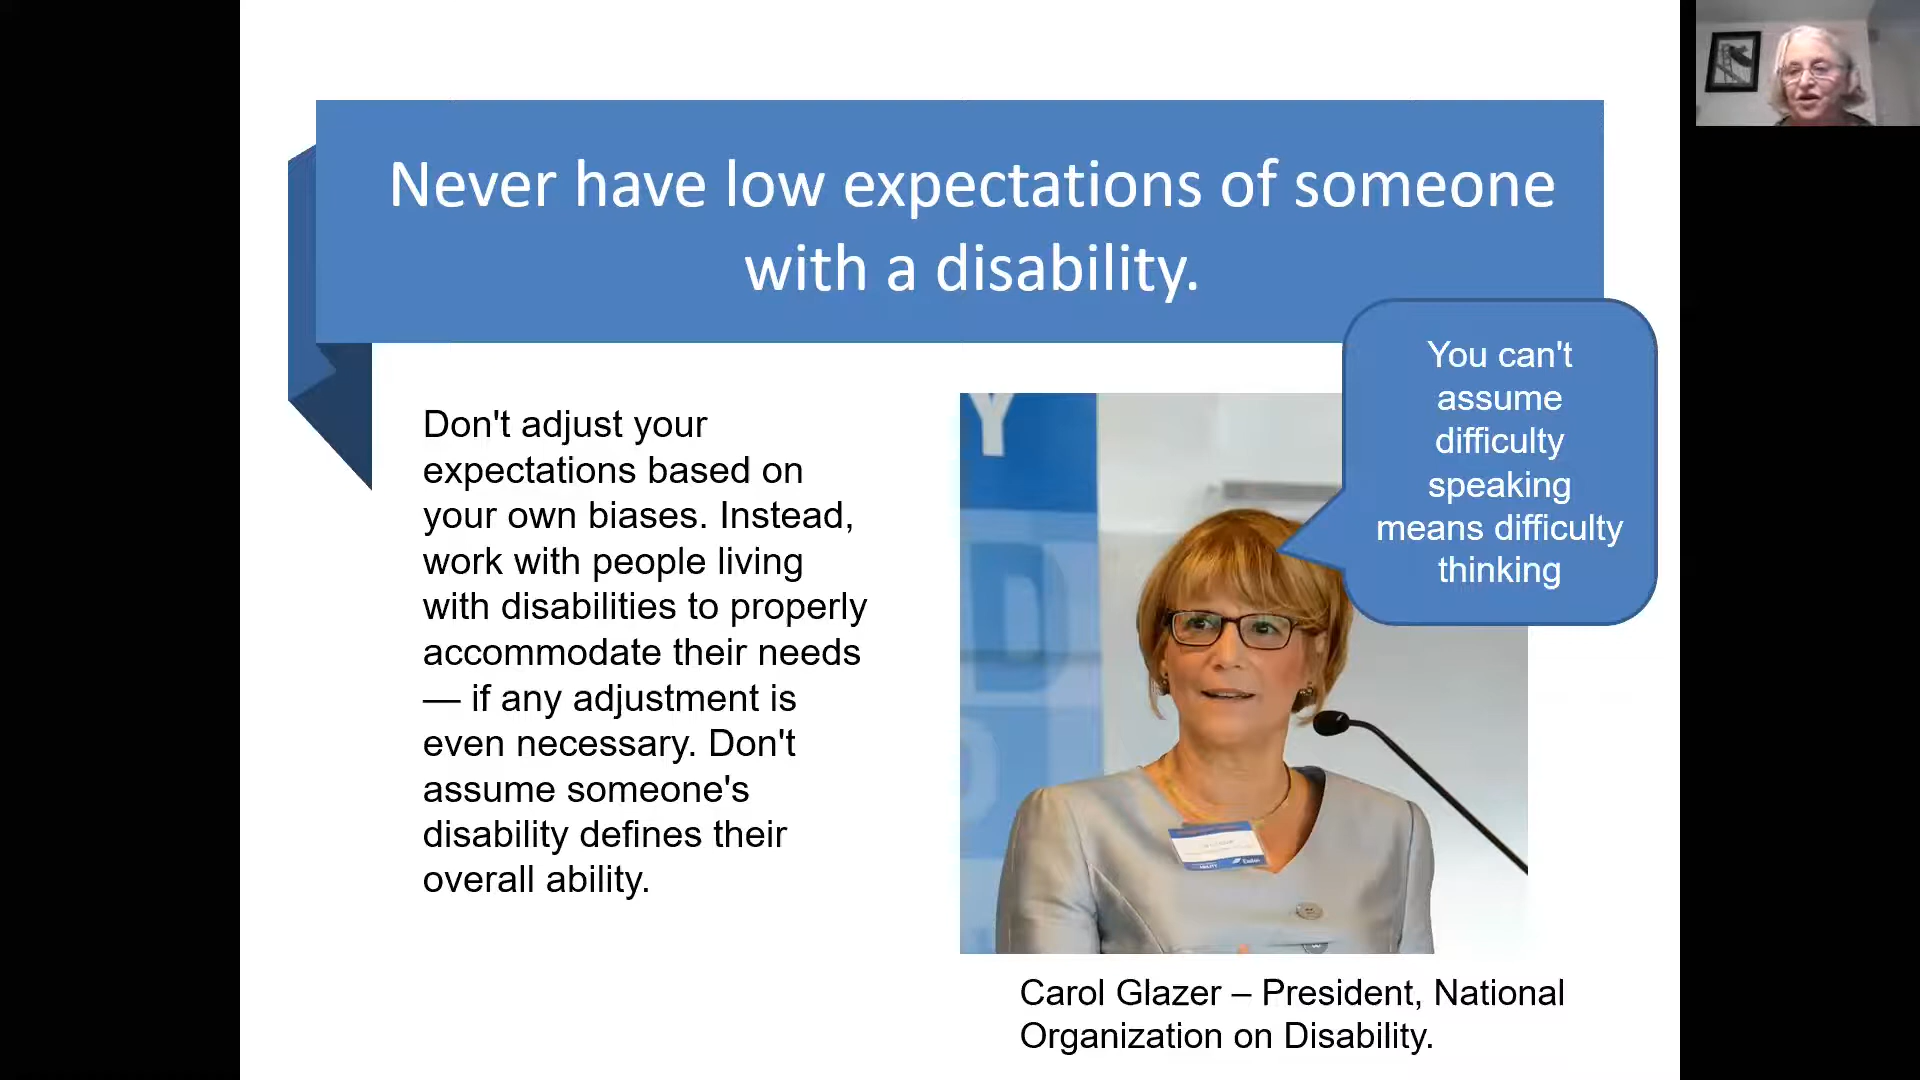 Never have low expectations of someone
with a disability.
You can't
assume
difficulty
speaking
means difficulty
thinking
Don't adjust your
expectations based on
your own biases. Instead,
work with people living
with disabilities to properly
accommodate their needs
— if any adjustment is
even necessary. Don't
assume someone's
disability defines their
overall ability.
Y
D
Carol Glazer – President, National
Organization on Disability.